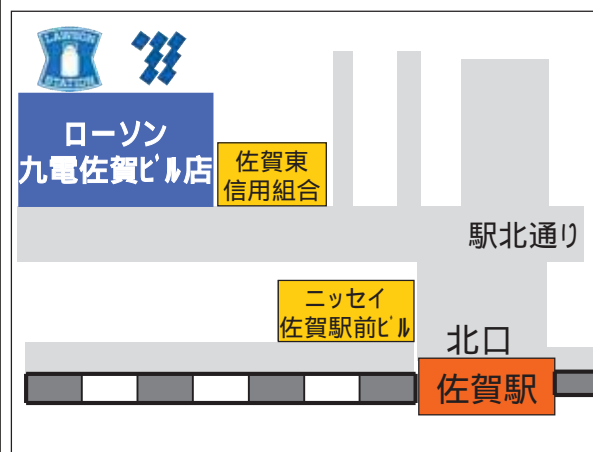 LAWSON
STATION
ローソン
九電佐賀ビル店
佐賀東
信用組合
駅北通り
ニッセイ
佐賀駅前ビル
北口
佐賀駅